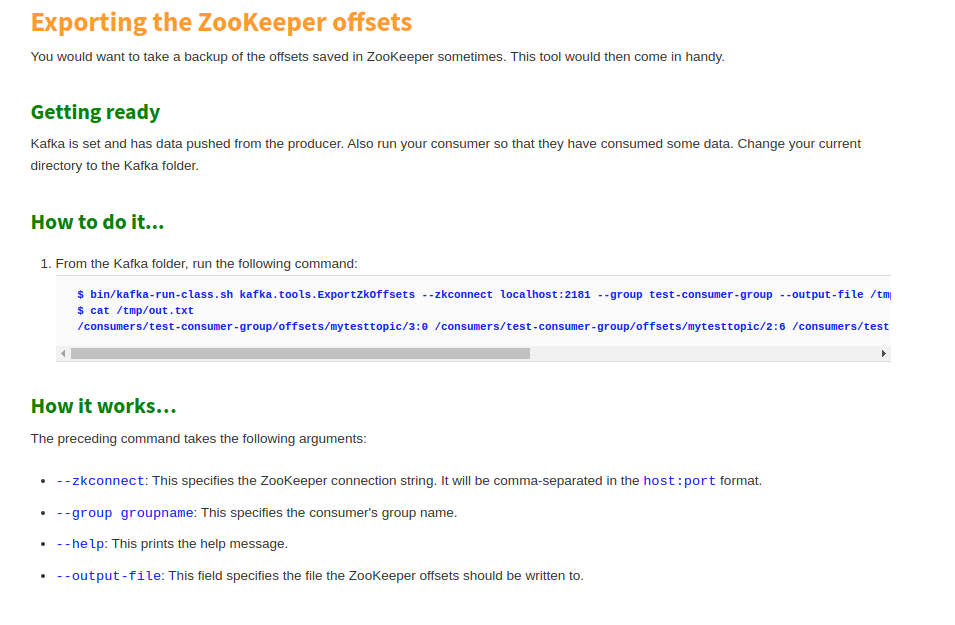 Exporting the ZooKeeper offsets
You would want to take a backup of the offsets saved in ZooKeeper sometimes. This tool would then come in handy.
Getting ready
Kafka is set and has data pushed from the producer. Also run your consumer so that they have consumed some data. Change your current
directory to the Kafka folder.
How to do it...
1. From the Kafka folder, run the following command:
$ bin/kafka-run-class.sh kafka.tools.ExportZkOffsets --zkconnect localhost:2181 --group test-consumer-group --output-file /tmp
$ cat /tmp/out.txt
/consumers/test-consumer-group/offsets/mytesttopic/3:0 /consumers/test-consumer-group/offsets/mytesttopic/2:6 /consumers/test
How it works...
The preceding command takes the following arguments:
• --zkconnect: This specifies the ZooKeeper connection string. It will be comma-separated in the host:port format.
• --group groupname: This specifies the consumer's group name.
• --help: This prints the help message.
• --output-file: This field specifies the file the ZooKeeper offsets should be written to.